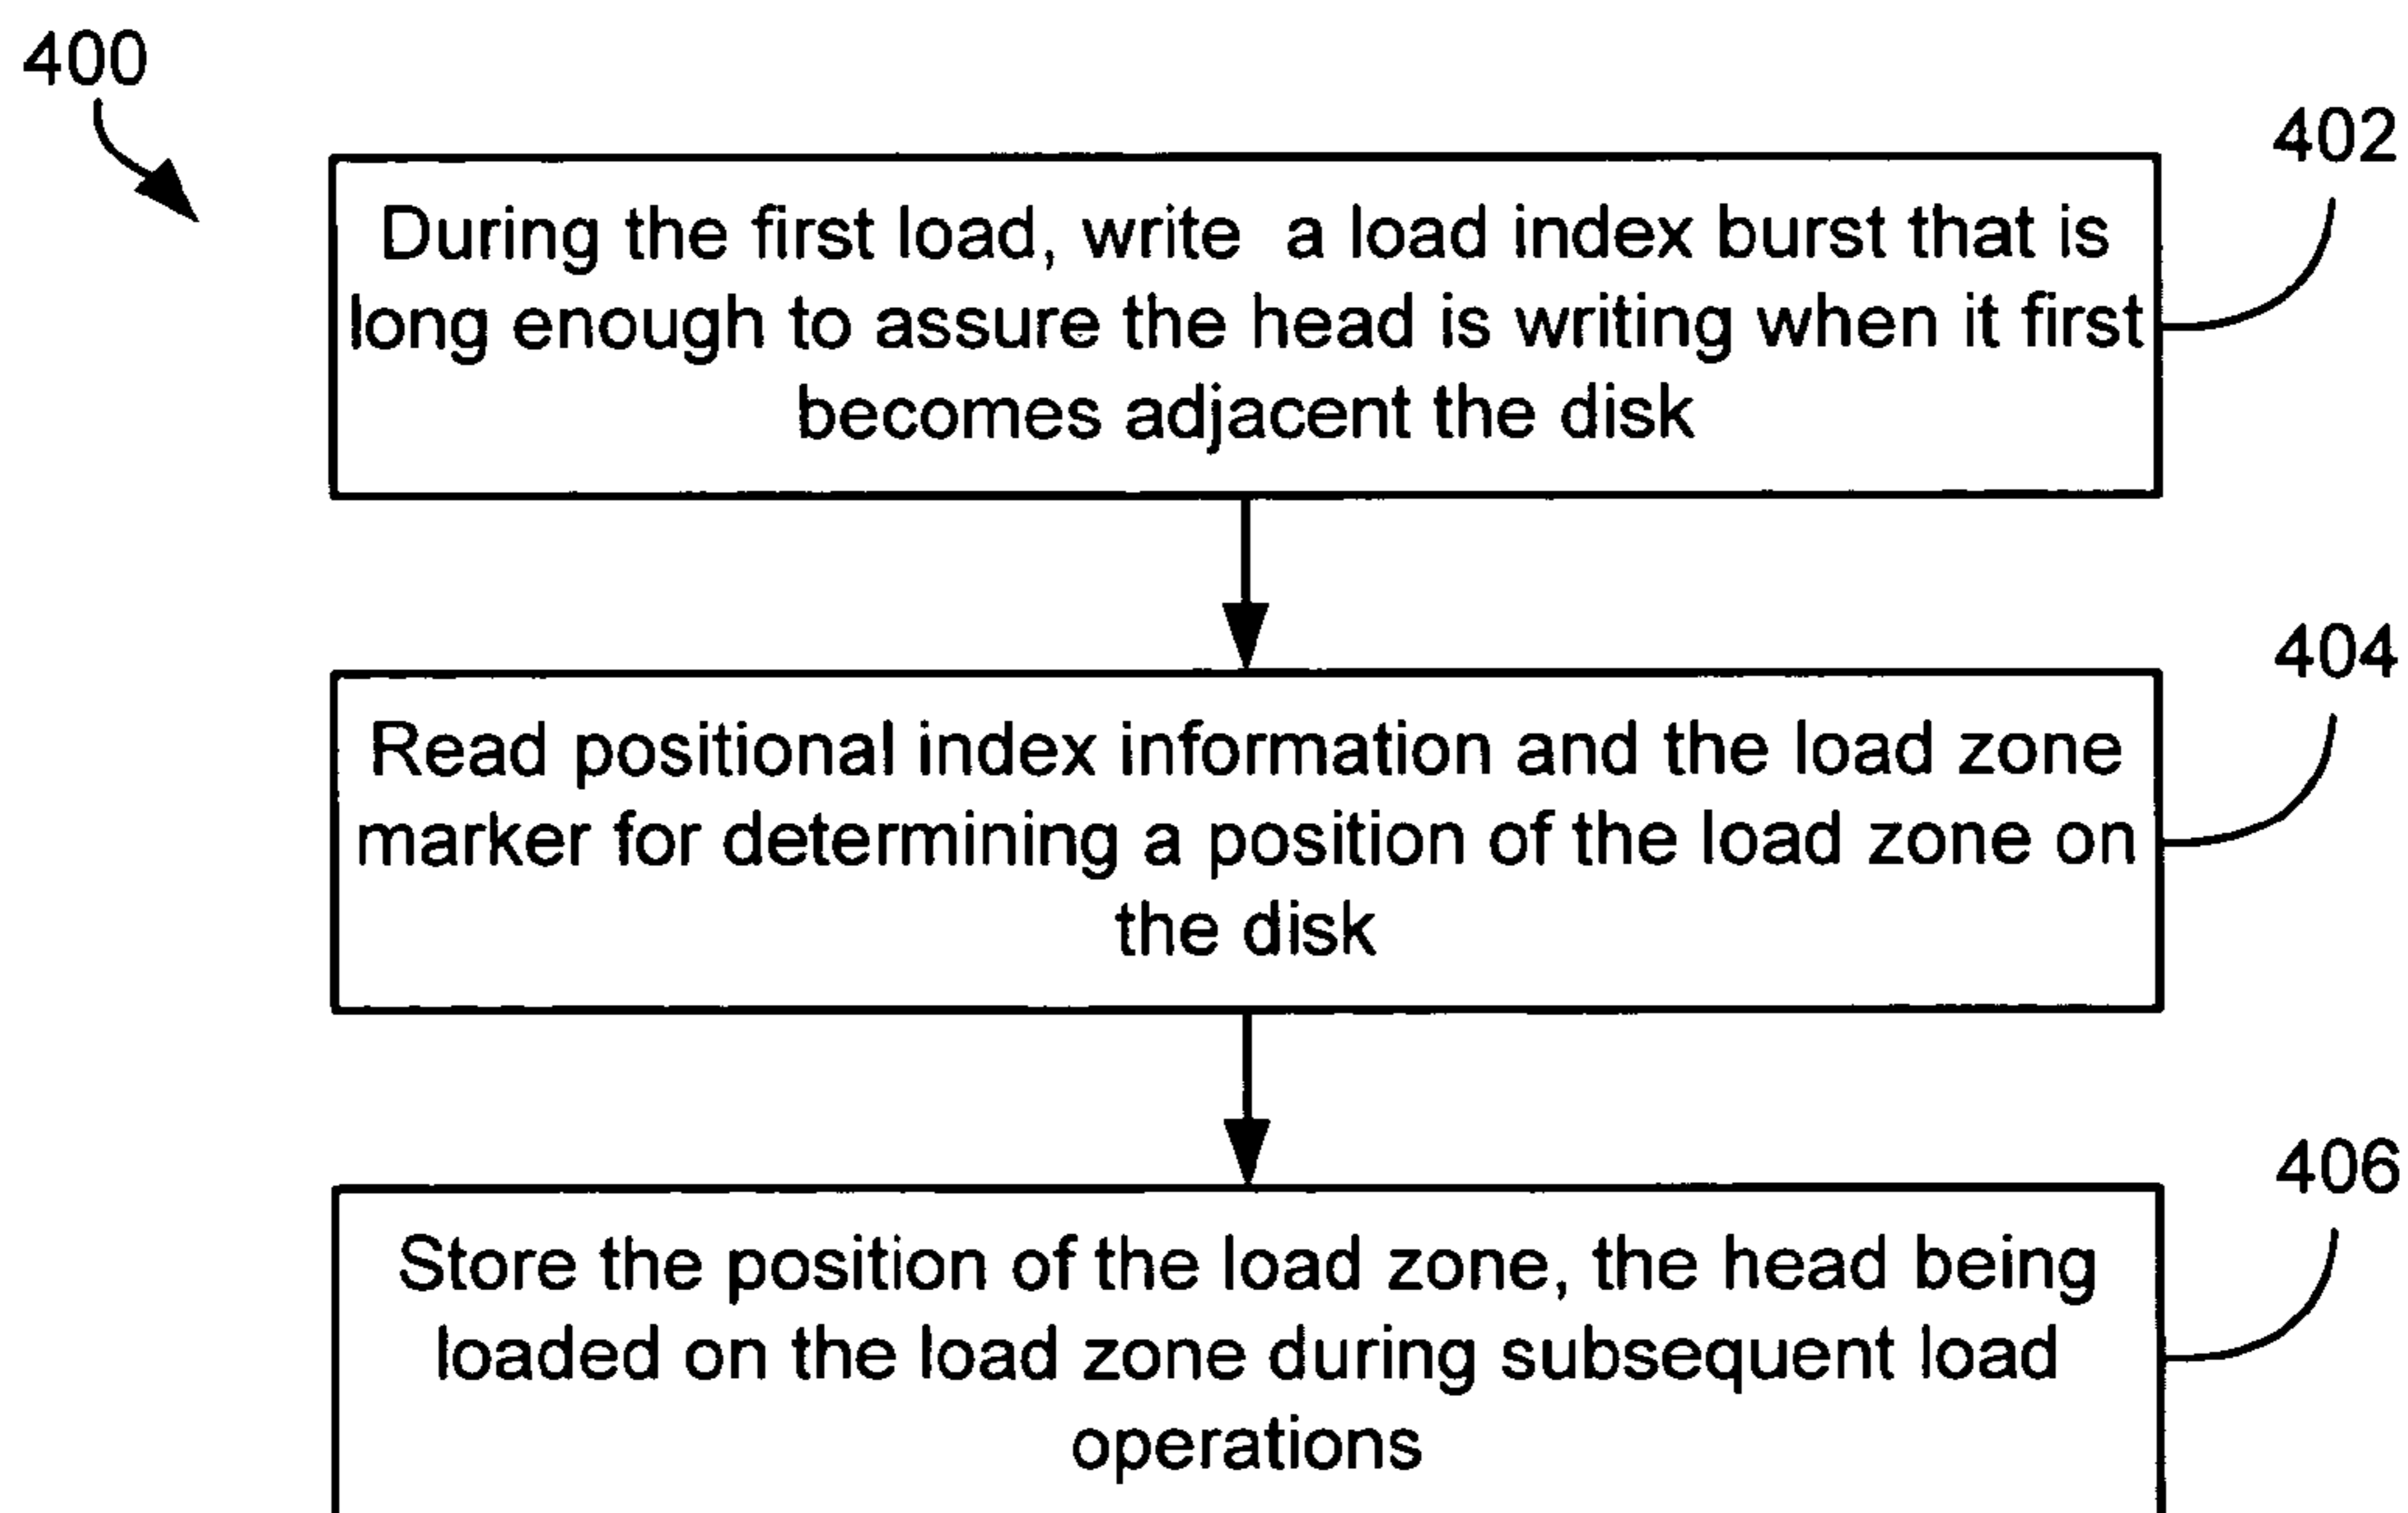 400
402
During the first load, write a load index burst that is
long enough to assure the head is writing when it first
becomes adjacent the disk
404
Read positional index information and the load zone
marker for determining a position of the load zone on
the disk
406
Store the position of the load zone, the head being
loaded on the load zone during subsequent load
operations